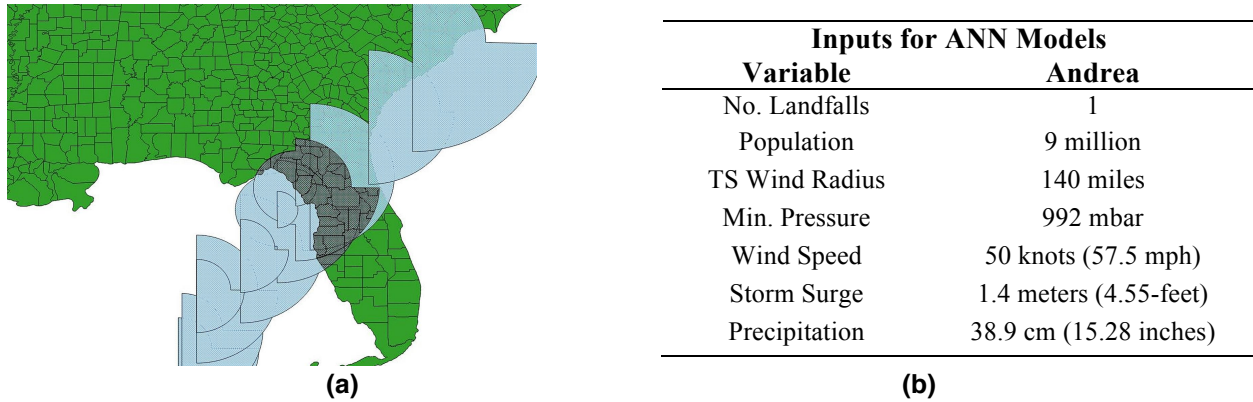 Inputs for ANN Models
Variable Andrea
No. Landfalls 1
Population 9 million
TS Wind Radius 140 miles
Min. Pressure 992 mbar
Wind Speed 50 knots (57.5 mph)
Storm Surge 1.4 meters (4.55-feet)
Precipitation 38.9 cm (15.28 inches)
(a) (b)